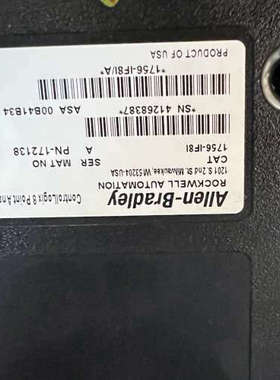 Allen-Bradley
ROCKWELL AUTOMATION
1201 S. 2nd St. Milwaukee, WI 53204-USA
ControlLogix 8 Point Ana
CAT SER MAT NO
1756-IF8I A PN-172138
*SN 41268387* ASA 00B41B34
*1756-IF8I/A*
PRODUCT OF USA